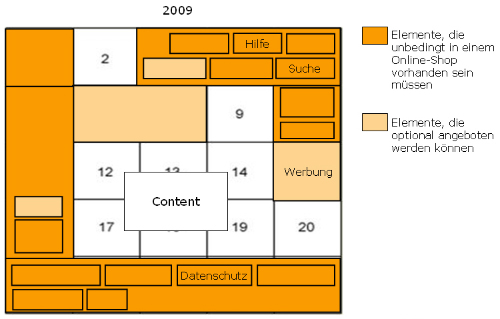 2009
Hilfe
2
Suche
9
12
13
14
Werbung
Content
17
19
20
Datenschutz
Elemente, die
unbedingt in einem
Online-Shop
vorhanden sein
müssen
Elemente, die
optional angeboten
werden können